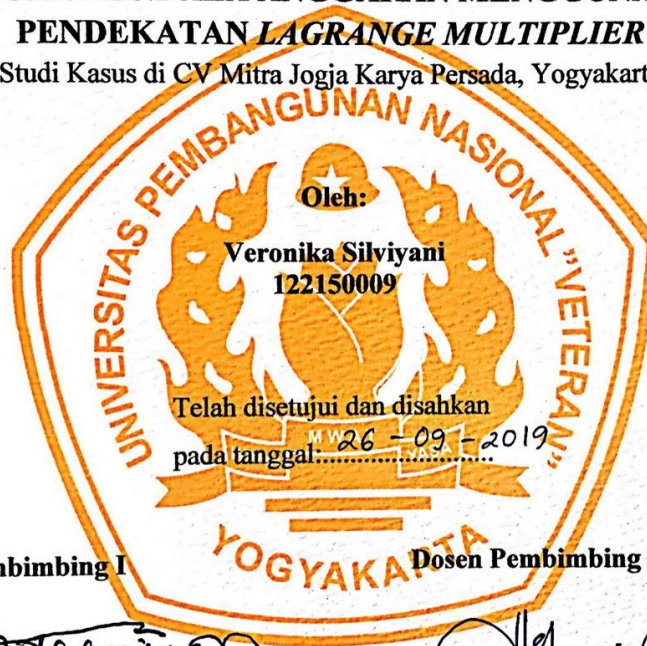 ANGGARAN
PENDEKATAN LAGRANGE MULTIPLIER
Studi Kasus di CV Mitra Jogja Karya Persada, Yogyakart
UNIVERSITAS PEMBANGUNAN NASIONAL "VETERAN"
Oleh:
Veronika Silviyani
122150009
Telah disetujui dan disahkan
pada tanggal: 26 - 09 - 2019
YOGYAKARTA
mbimbing I Dosen Pembimbing